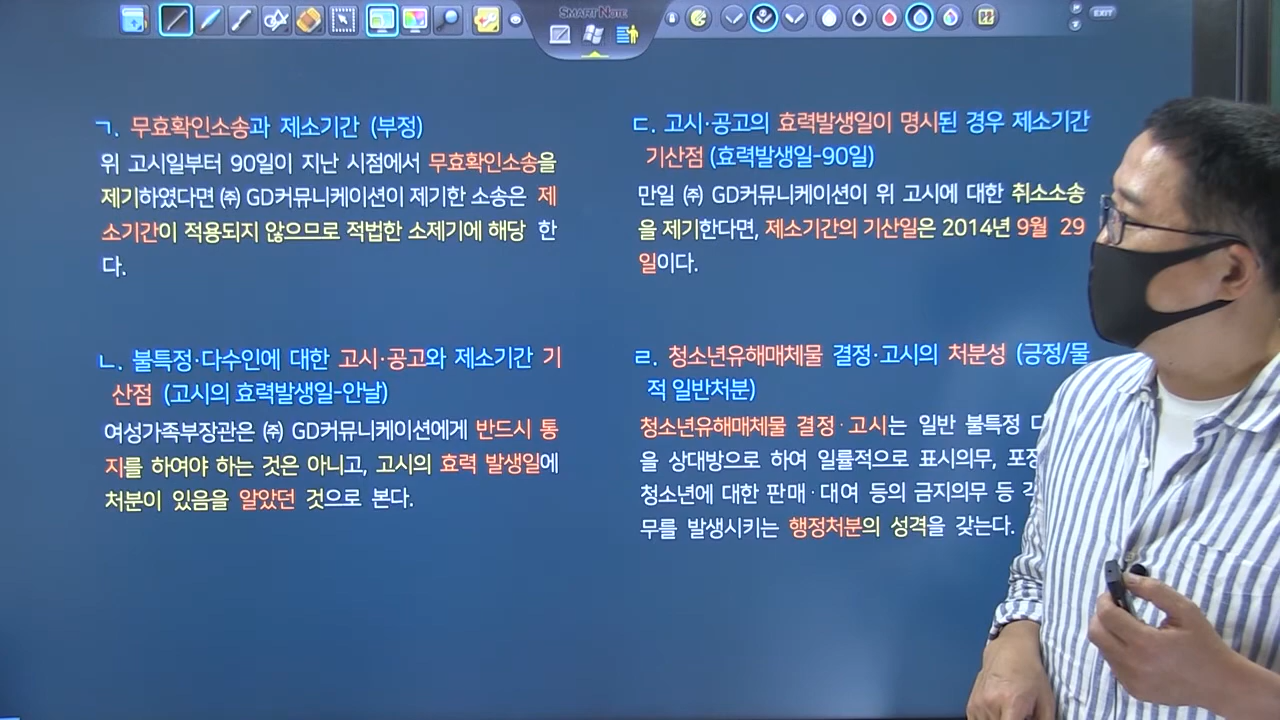 SMARTNOTE
EXIT
ㄱ. 무효확인소송과 제소기간 (부정)
위 고시일부터 90일이 지난 시점에서 무효확인소송을
제기하였다면 ㈜ GD커뮤니케이션이 제기한 소송은 제
소기간이 적용되지 않으므로 적법한 소제기에 해당 한
다.
ㄴ. 불특정·다수인에 대한 고시·공고와 제소기간 기
산점 (고시의 효력발생일-안날)
여성가족부장관은 ㈜ GD커뮤니케이션에게 반드시 통
지를 하여야 하는 것은 아니고, 고시의 효력 발생일에
처분이 있음을 알았던 것으로 본다.
ㄷ. 고시·공고의 효력발생일이 명시된 경우 제소기간
기산점 (효력발생일-90일)
만일 ㈜ GD커뮤니케이션이 위 고시에 대한 취소소송
을 제기한다면, 제소기간의 기산일은 2014년 9월 29
일이다.
ㄹ. 청소년유해매체물 결정·고시의 처분성 (긍정/물
적 일반처분)
청소년유해매체물 결정·고시는 일반 불특정
을 상대방으로 하여 일률적으로 표시의무,
청소년에 대한 판매·대여 등의 금지의무 등
무를 발생시키는 행정처분의 성격을 갖는다.